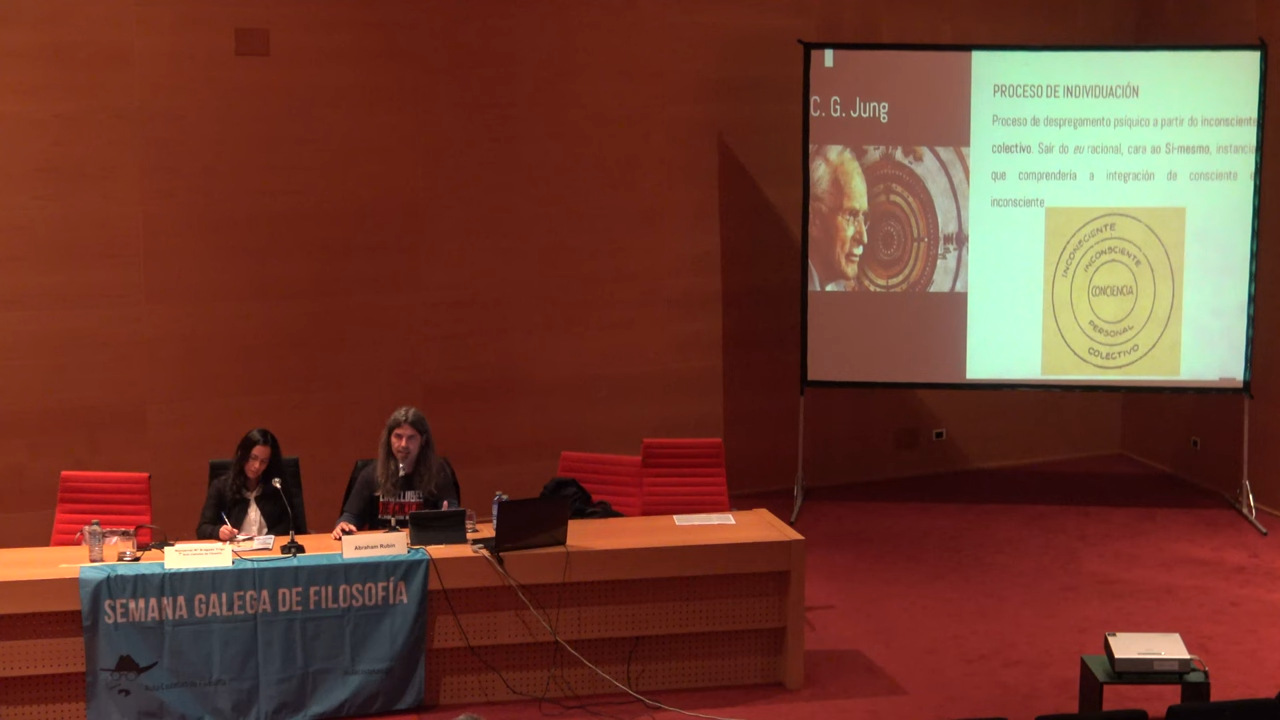 C. G. Jung
PROCESO DE INDIVIDUACIÓN
Proceso de despregamento psíquico a partir do inconsciente
colectivo. Saír do eu racional, cara ao Si-mesmo, instancia
que comprendería a integración de consciente e
inconsciente
INCONSCIENTE
INCONSCIENTE
CONCIENCIA
PERSONAL
COLECTIVO
Abraham Rubín
SEMANA GALEGA DE FILOSOFÍA